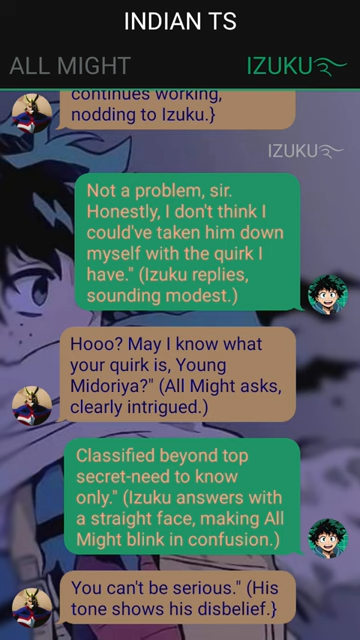 INDIAN TS
ALL MIGHT
IZUKU
continues working,
nodding to Izuku.}
IZUKU
Not a problem, sir.
Honestly, I don't think I
could've taken him down
myself with the quirk I
have." (Izuku replies,
sounding modest.)
Hooo? May I know what
your quirk is, Young
Midoriya?" (All Might asks,
clearly intrigued.)
Classified beyond top
secret-need to know
only." (Izuku answers with
a straight face, making All
Might blink in confusion.)
You can't be serious." (His
tone shows his disbelief.}